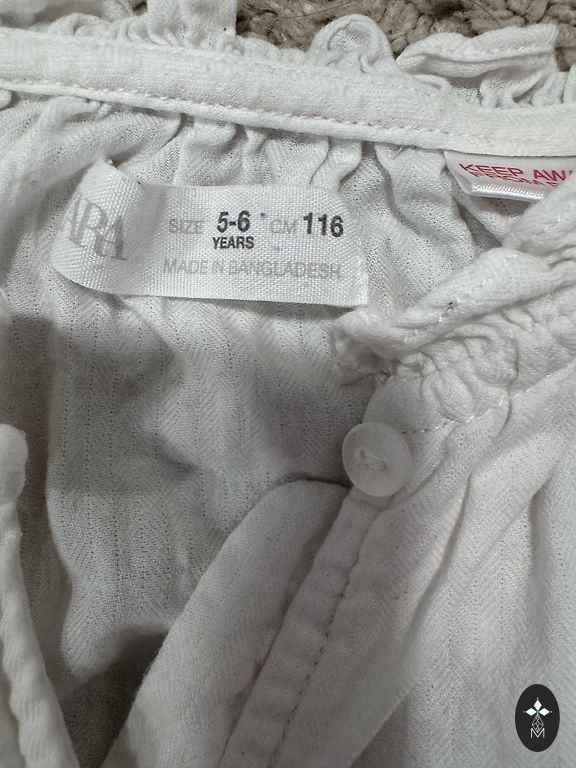 ARA
SIZE 5-6 CM 116
YEARS
MADE IN BANGLADESH
KEEP AW